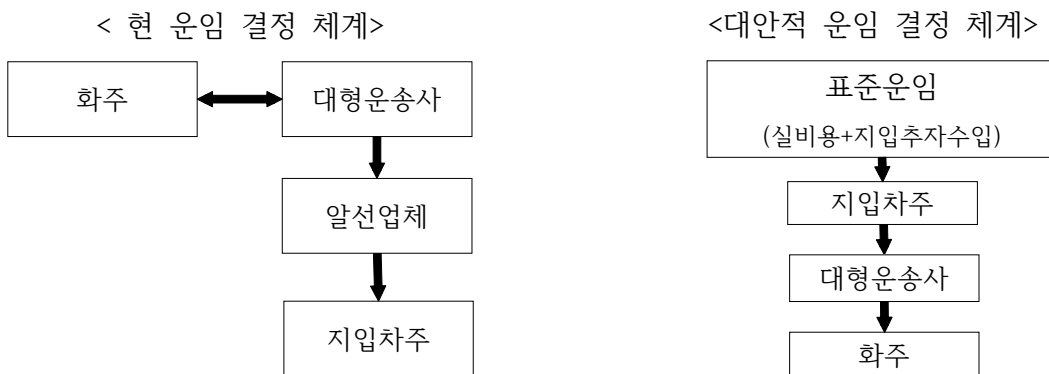 < 현 운임 결정 체계>
화주
대형운송사
알선업체
지입차주
<대안적 운임 결정 체계>
표준운임
(실비용+지입추자수입)
지입차주
대형운송사
화주